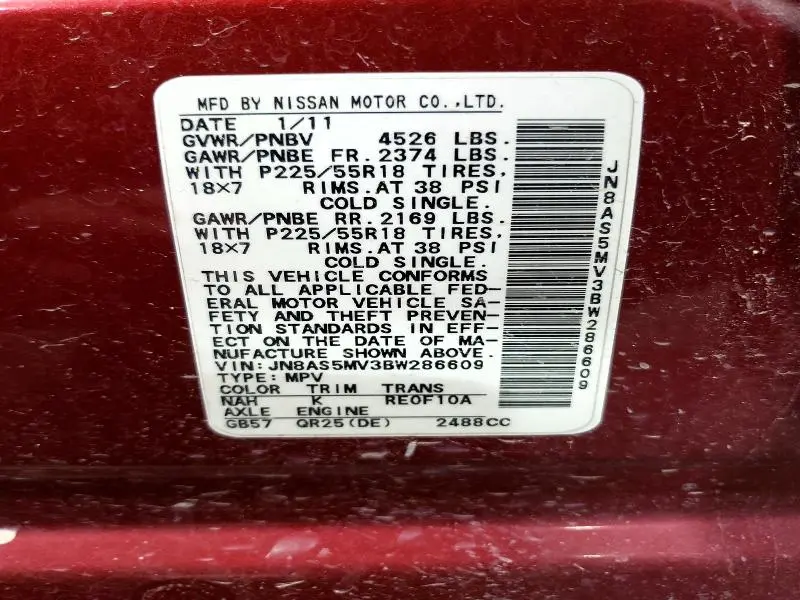 MFD BY NISSAN MOTOR CO.,LTD.
DATE 1/11
GVWR/PNBV 4526 LBS.
GAWR/PNBE FR. 2374 LBS.
WITH P225/55R18 TIRES,
18×7 RIMS.AT 38 PSI
COLD SINGLE.
GAWR/PNBE RR. 2169 LBS.
WITH P225/55R18 TIRES,
18×7 RIMS.AT 38 PSI
COLD SINGLE.
THIS VEHICLE CONFORMS
TO ALL APPLICABLE FED-
ERAL MOTOR VEHICLE SA-
FETY AND THEFT PREVEN-
TION STANDARDS IN EFF-
ECT ON THE DATE OF MA-
NUFACTURE SHOWN ABOVE.
VIN:JN8AS5MV3BW286609
TYPE:MPV
COLOR TRIM TRANS
NAH K RE0F10A
AXLE ENGINE
GB57 QR25(DE) 2488CC
JN8AS5MV3BW286609